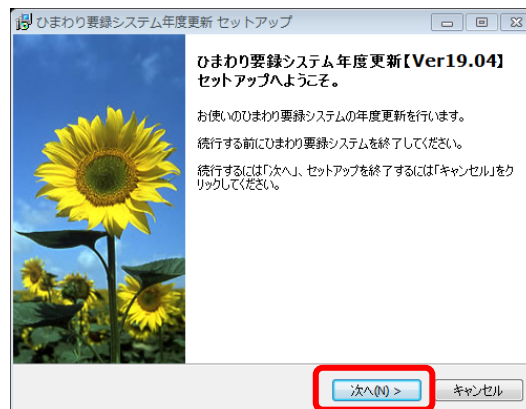 ひまわり要録システム年度更新 セットアップ
ひまわり要録システム年度更新【Ver19.04】
セットアップへようこそ。
お使いのひまわり要録システムの年度更新を行います。
続行する前にひまわり要録システムを終了してください。
続行するには「次へ」、セットアップを終了するには「キャンセル」をク
リックしてください。
次へ(N) >
キャンセル